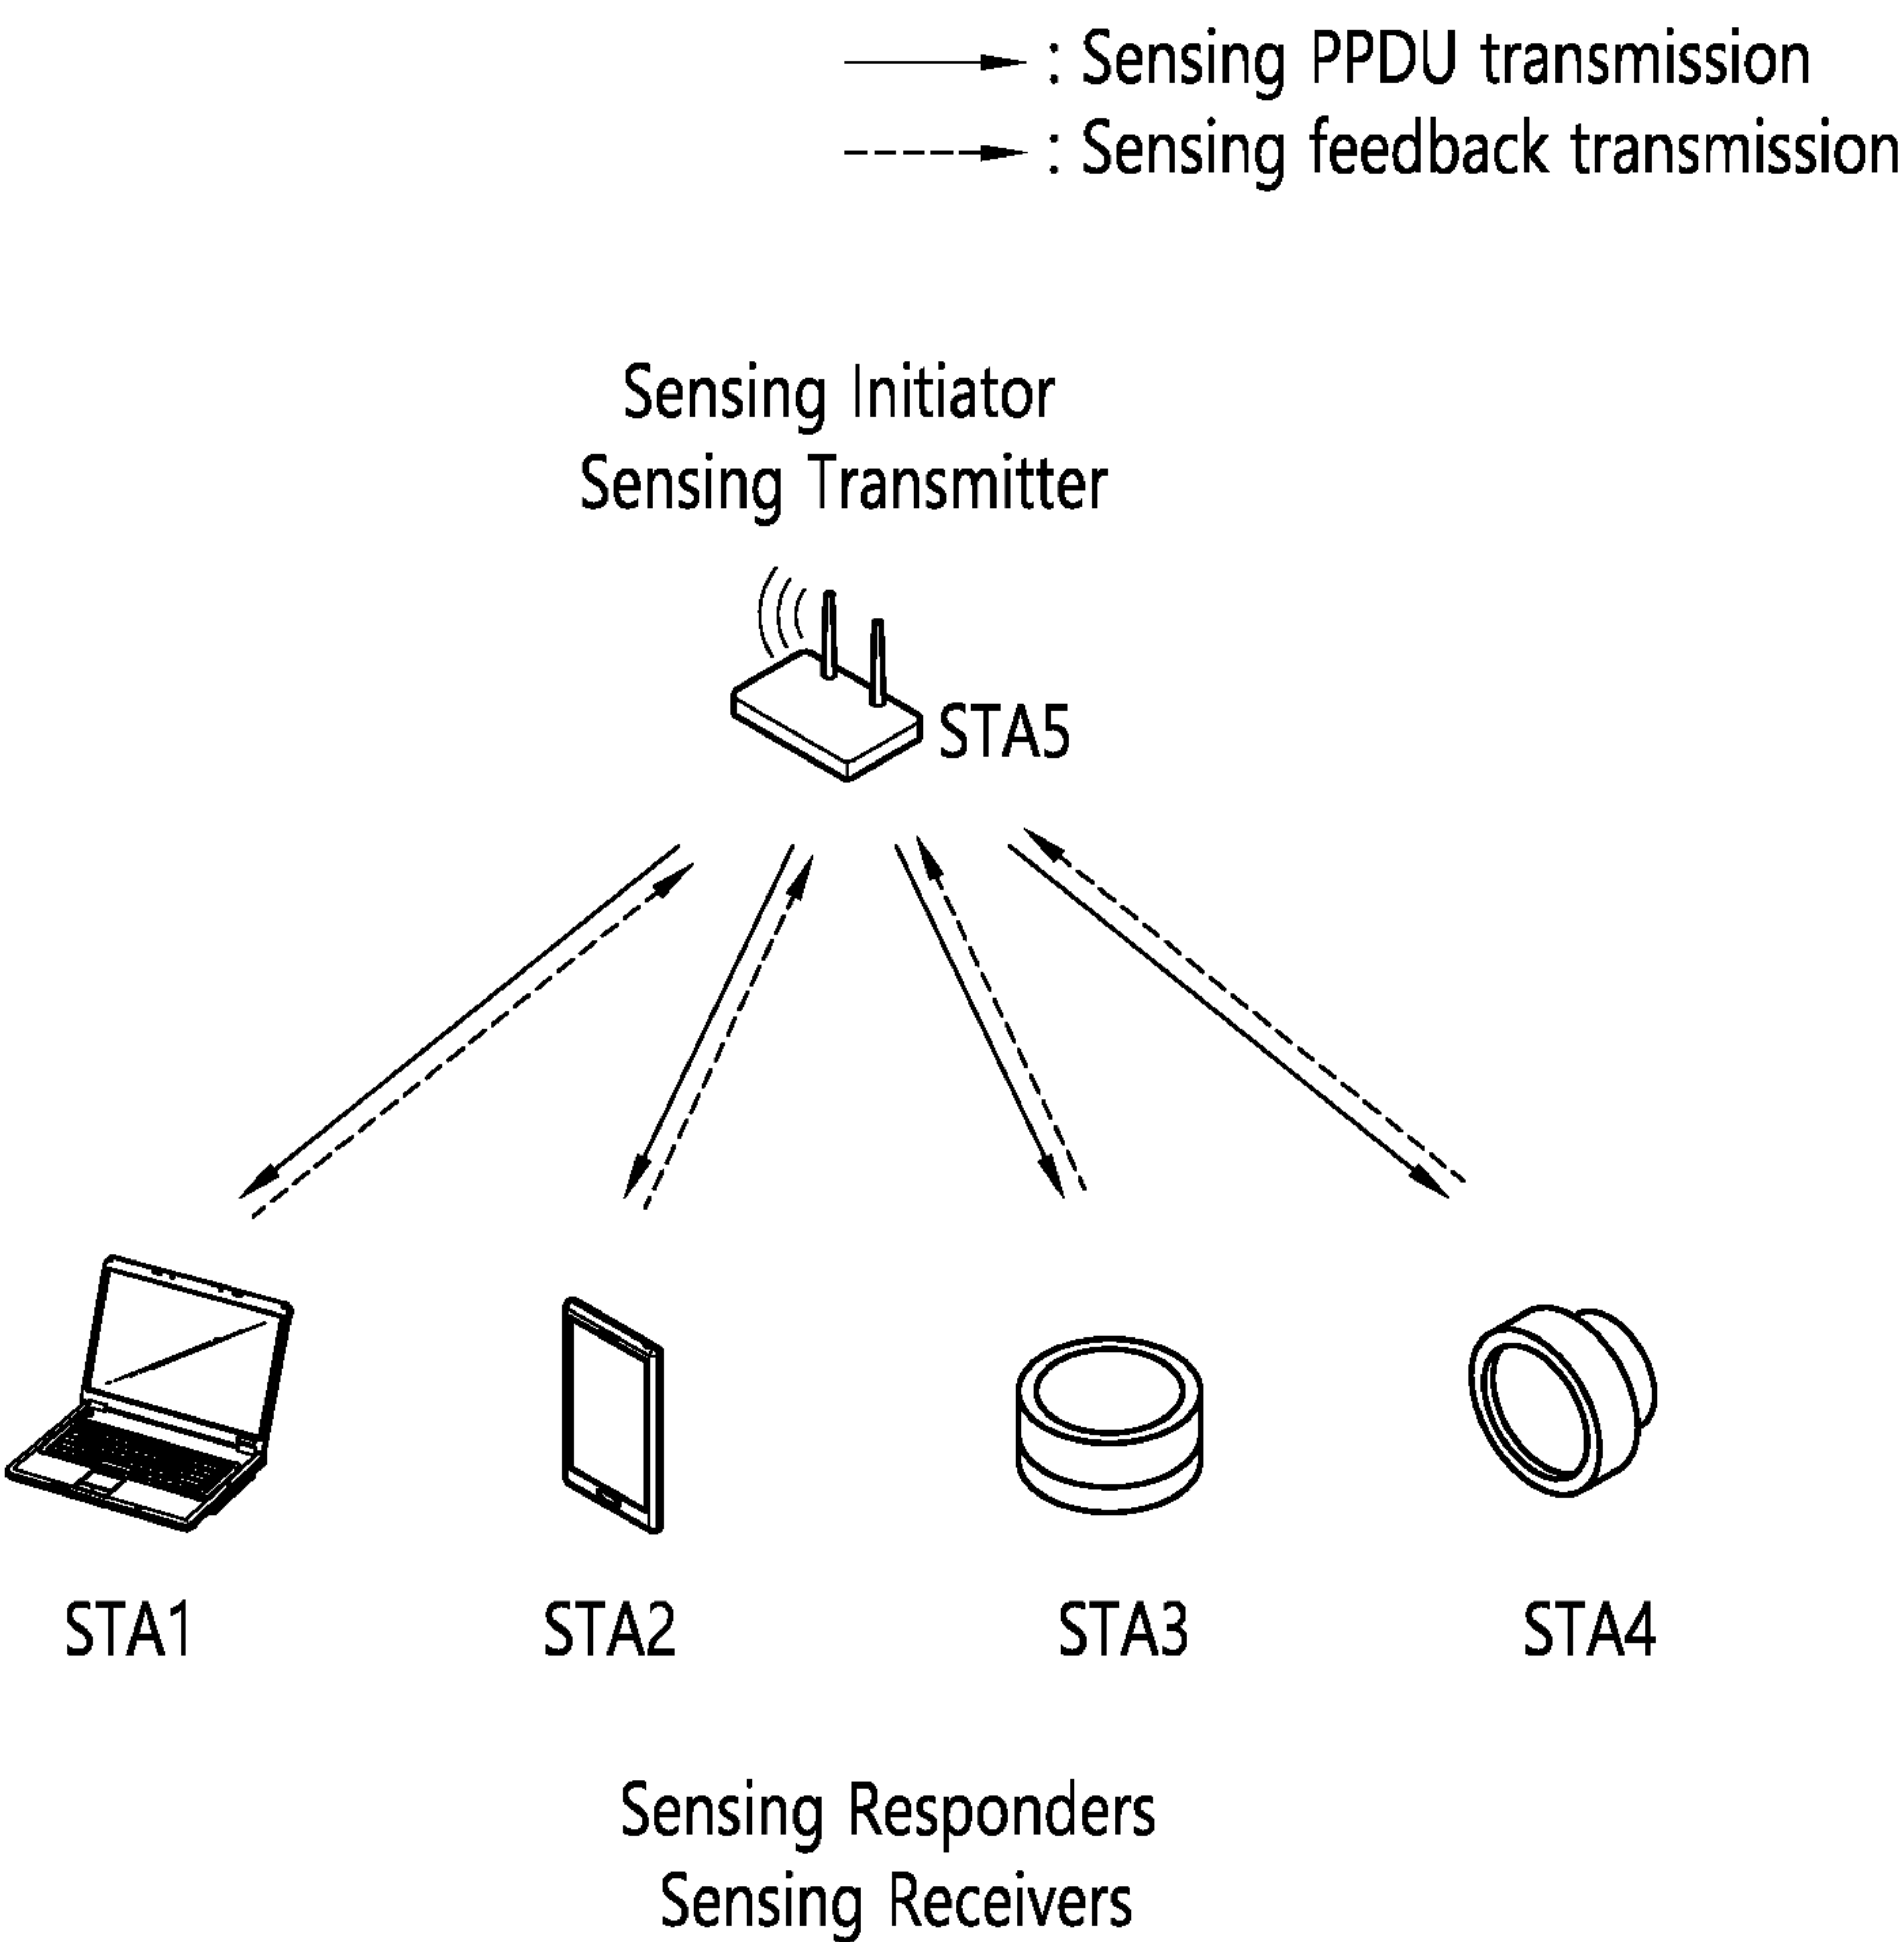 : Sensing PPDU transmission
: Sensing feedback transmission
Sensing Initiator
Sensing Transmitter
STA5
STA1
STA2
STA3
STA4
Sensing Responders
Sensing Receivers